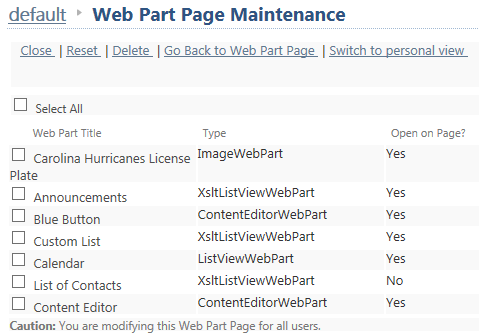 default ▸ Web Part Page Maintenance
Close | Reset | Delete | Go Back to Web Part Page | Switch to personal view
Select All
Web Part Title Type Open on Page?
Carolina Hurricanes License ImageWebPart Yes
Plate
Announcements XsltListViewWebPart Yes
Blue Button ContentEditorWebPart Yes
Custom List XsltListViewWebPart Yes
Calendar ListViewWebPart Yes
List of Contacts XsltListViewWebPart No
Content Editor ContentEditorWebPart Yes
Caution: You are modifying this Web Part Page for all users.